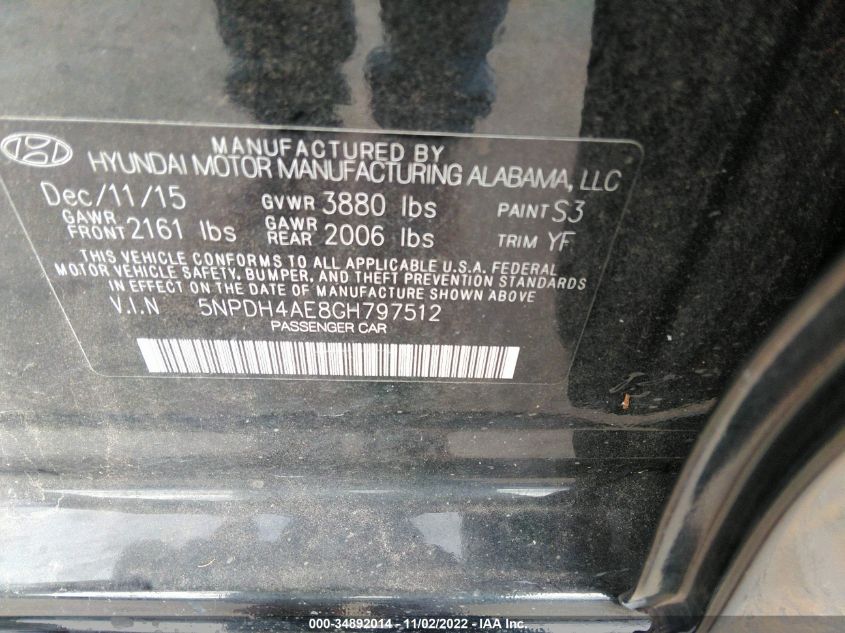 MANUFACTURED BY
HYUNDAI MOTOR MANUFACTURING ALABAMA, LLC
Dec/11/15 GVWR 3880 lbs PAINT S3
GAWR FRONT 2161 lbs GAWR REAR 2006 lbs TRIM YF
THIS VEHICLE CONFORMS TO ALL APPLICABLE U.S.A. FEDERAL
MOTOR VEHICLE SAFETY, BUMPER, AND THEFT PREVENTION STANDARDS
IN EFFECT ON THE DATE OF MANUFACTURE SHOWN ABOVE.
V.I.N 5NPDH4AE8GH797512
PASSENGER CAR
000-34892014 - 11/02/2022 - IAA Inc.